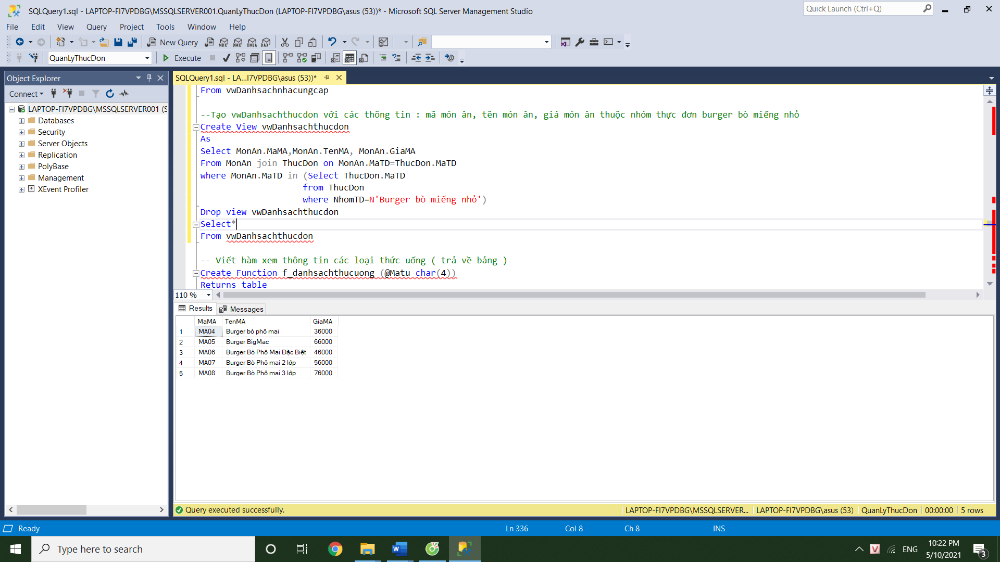 SQLQuery1.sql - LAPTOP-FI7VPDBG\MSSQLSERVER001.QuanLyThucDon (LAPTOP-FI7VPDBG\asus (53))* - Microsoft SQL Server Management Studio
Quick Launch (Ctrl+Q)
File Edit View Query Project Tools Window Help
New Query MDX DMX XMLA DAX
QuanLyThucDon Execute
Object Explorer
Connect
LAPTOP-FI7VPDBG\MSSQLSERVER001 (S
Databases
Security
Server Objects
Replication
PolyBase
Management
XEvent Profiler
SQLQuery1.sql - LA...I7VPDBG\asus (53))*
From vwDanhsachnhacungcap
--Tạo vwDanhsachthucdon với các thông tin : mã món ăn, tên món ăn, giá món ăn thuộc nhóm thực đơn burger bò miếng nhỏ
Create View vwDanhsachthucdon
As
Select MonAn.MaMA,MonAn.TenMA, MonAn.GiaMA
From MonAn join ThucDon on MonAn.MaTD=ThucDon.MaTD
where MonAn.MaTD in (Select ThucDon.MaTD
from ThucDon
where NhomTD=N'Burger bò miếng nhỏ')
Drop view vwDanhsachthucdon
Select*
From vwDanhsachthucdon
-- Viết hàm xem thông tin các loại thức uống ( trả về bảng )
Create Function f_danhsachthucuong (@Matu char(4))
Returns table
110 %
Results Messages
MaMA TenMA GiaMA
1 MA04 Burger bò phô mai 36000
2 MA05 Burger BigMac 66000
3 MA06 Burger Bò Phô Mai Đặc Biệt 46000
4 MA07 Burger Bò Phô mai 2 lớp 56000
5 MA08 Burger Bò Phô mai 3 lớp 76000
Query executed successfully. LAPTOP-FI7VPDBG\MSSQLSERVER... LAPTOP-FI7VPDBG\asus (53) QuanLyThucDon 00:00:00 5 rows
Ready Ln 336 Col 8 Ch 8 INS
Type here to search
ENG
10:22 PM
5/10/2021
3